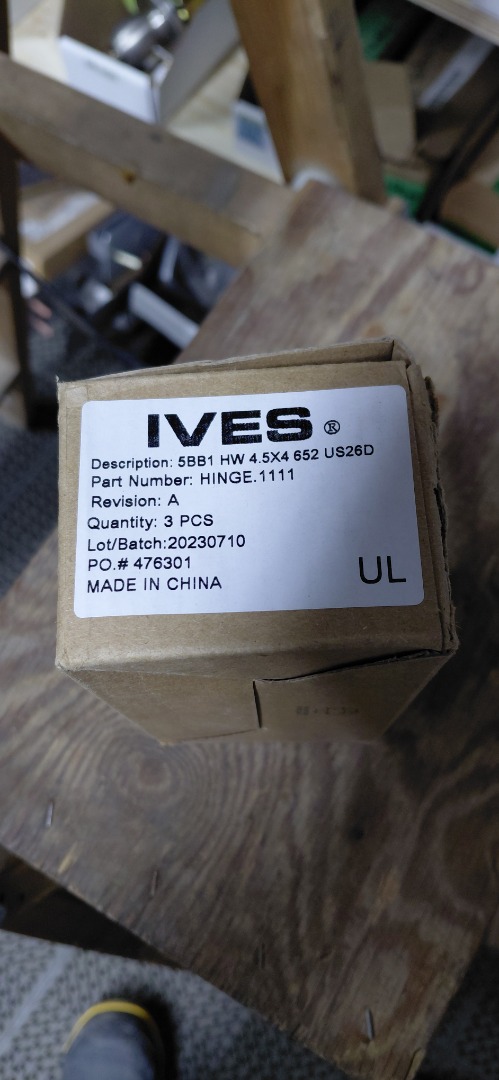 IVES ®
Description: 5BB1 HW 4.5X4 652 US26D
Part Number: HINGE.1111
Revision: A
Quantity: 3 PCS
Lot/Batch:20230710
PO.# 476301
MADE IN CHINA
UL